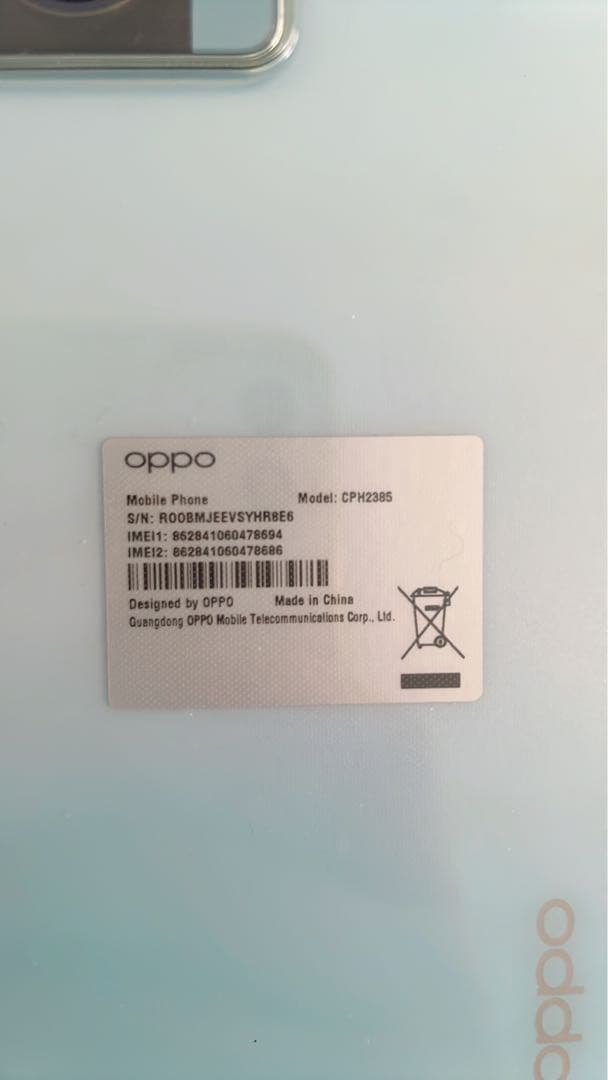 oppo
Mobile Phone Model: CPH2385
S/N: ROOBMJEEVSYHR8E6
IMEI1: 862841060478694
IMEI2: 862841060478686
Designed by OPPO Made in China
Guangdong OPPO Mobile Telecommunications Corp., Ltd.
oppo